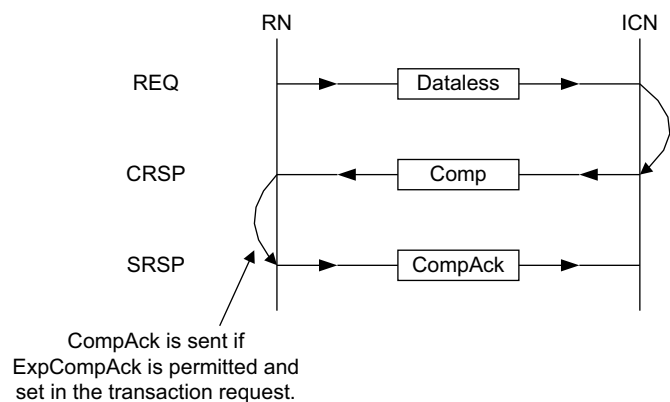 RN ICN
REQ Dataless
CRSP Comp
SRSP CompAck
CompAck is sent if
ExpCompAck is permitted and
set in the transaction request.